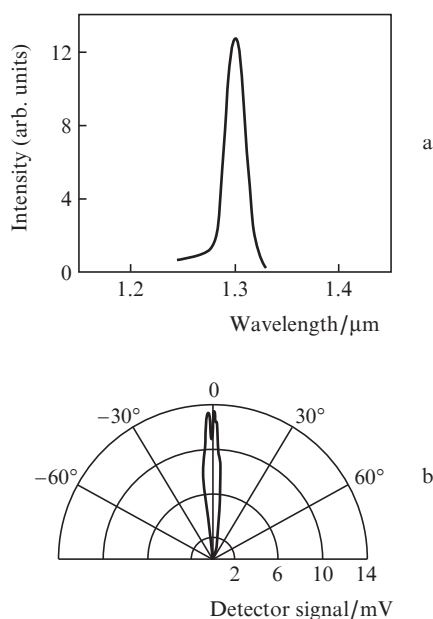 Intensity (arb. units)
12
8
4
0
1.2 1.3 1.4
Wavelength/μm
a
0
−30° 30°
−60° 60°
b
2 6 10 14
Detector signal/mV